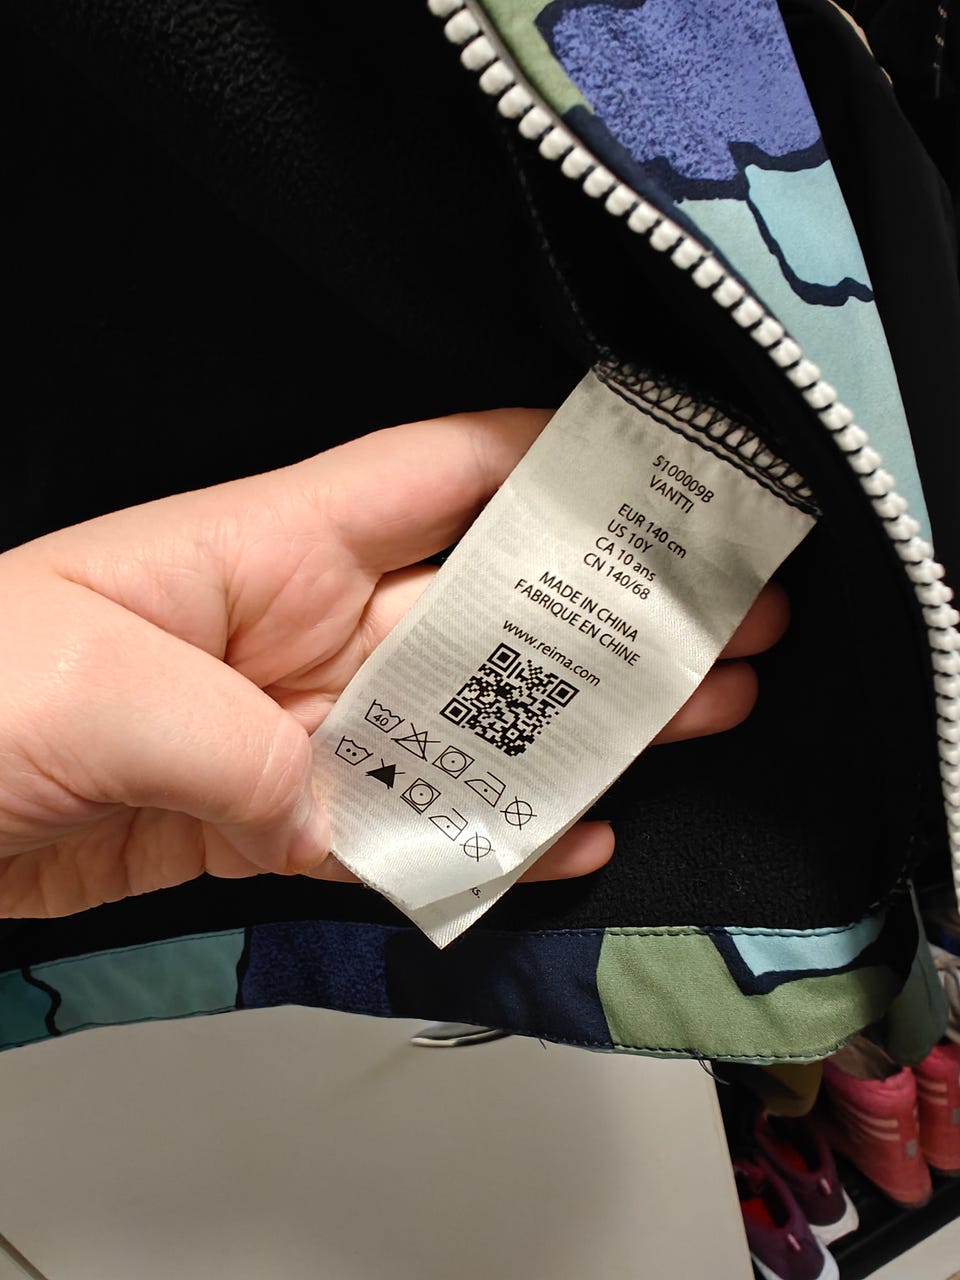 5100009B
VANTTI
EUR 140 cm
US 10Y
CA 10 ans
CN 140/68
MADE IN CHINA
FABRIQUE EN CHINE
www.reima.com
40